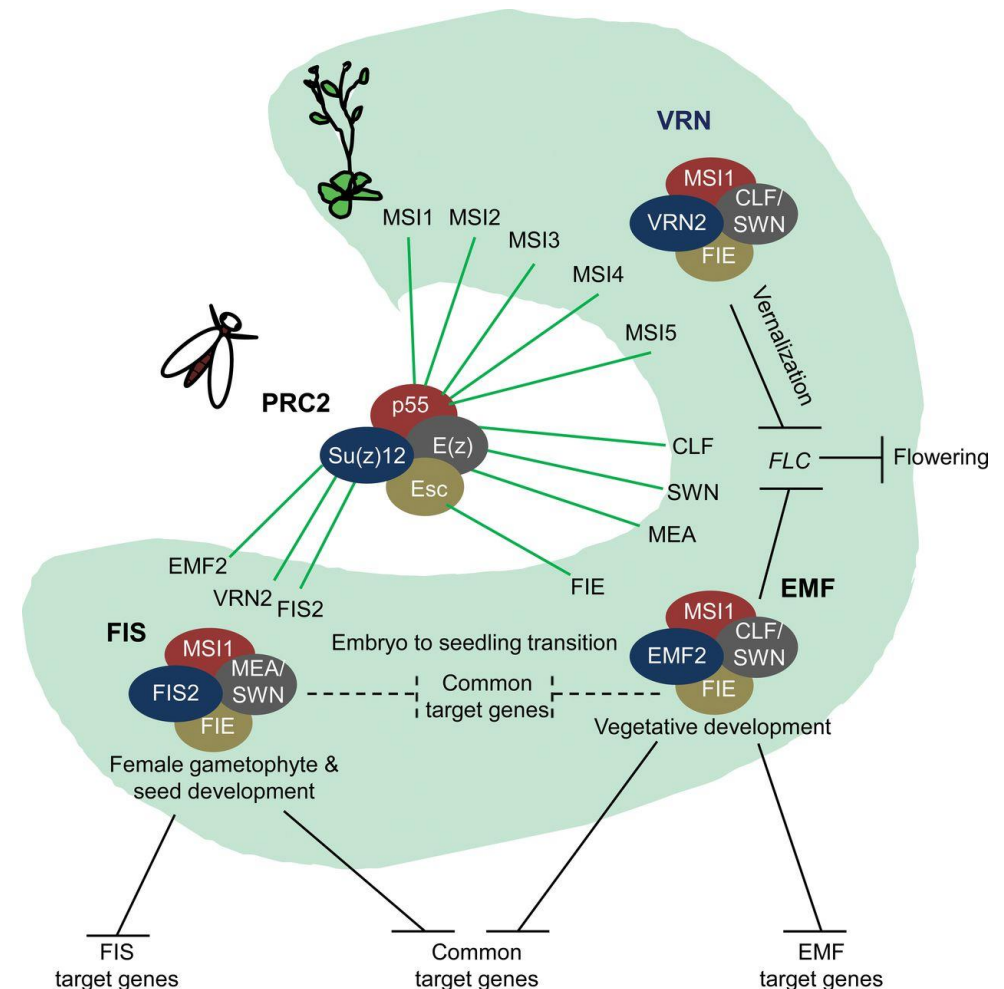 VRN
MSI1
CLF/
SWN
VRN2
FIE
MSI1
MSI2
MSI3
MSI4
MSI5
Vernalization
PRC2
p55
E(z)
Su(z)12
Esc
CLF
SWN
MEA
FIE
FLC
Flowering
EMF2
VRN2
FIS2
FIS
MSI1
MEA/
SWN
FIS2
FIE
Female gametophyte &
seed development
Embryo to seedling transition
Common
target genes
EMF
MSI1
CLF/
SWN
EMF2
FIE
Vegetative development
FIS
target genes
Common
target genes
EMF
target genes